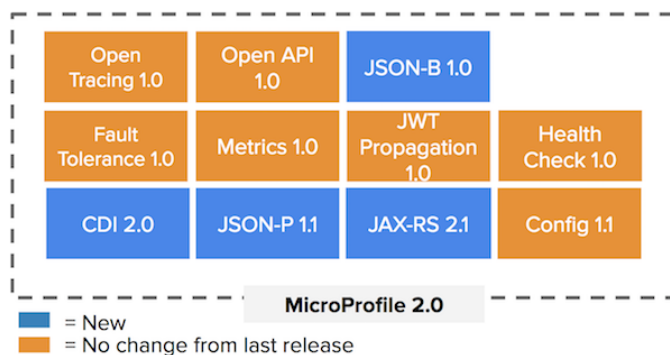 Open
Tracing 1.0
Open API
1.0
JSON-B 1.0
Fault
Tolerance 1.0
Metrics 1.0
JWT
Propagation
1.0
Health
Check 1.0
CDI 2.0
JSON-P 1.1
JAX-RS 2.1
Config 1.1
MicroProfile 2.0
= New
= No change from last release